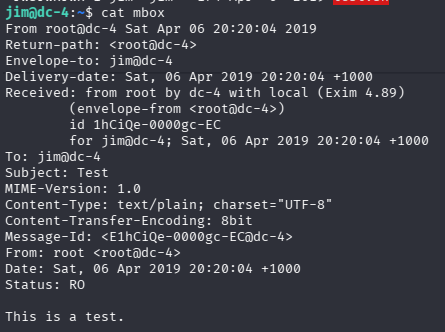 jim@dc-4:~$ cat mbox
From root@dc-4 Sat Apr 06 20:20:04 2019
Return-path: <root@dc-4>
Envelope-to: jim@dc-4
Delivery-date: Sat, 06 Apr 2019 20:20:04 +1000
Received: from root by dc-4 with local (Exim 4.89)
        (envelope-from <root@dc-4>)
        id 1hCiQe-0000gc-EC
        for jim@dc-4; Sat, 06 Apr 2019 20:20:04 +1000
To: jim@dc-4
Subject: Test
MIME-Version: 1.0
Content-Type: text/plain; charset="UTF-8"
Content-Transfer-Encoding: 8bit
Message-Id: <E1hCiQe-0000gc-EC@dc-4>
From: root <root@dc-4>
Date: Sat, 06 Apr 2019 20:20:04 +1000
Status: RO

This is a test.